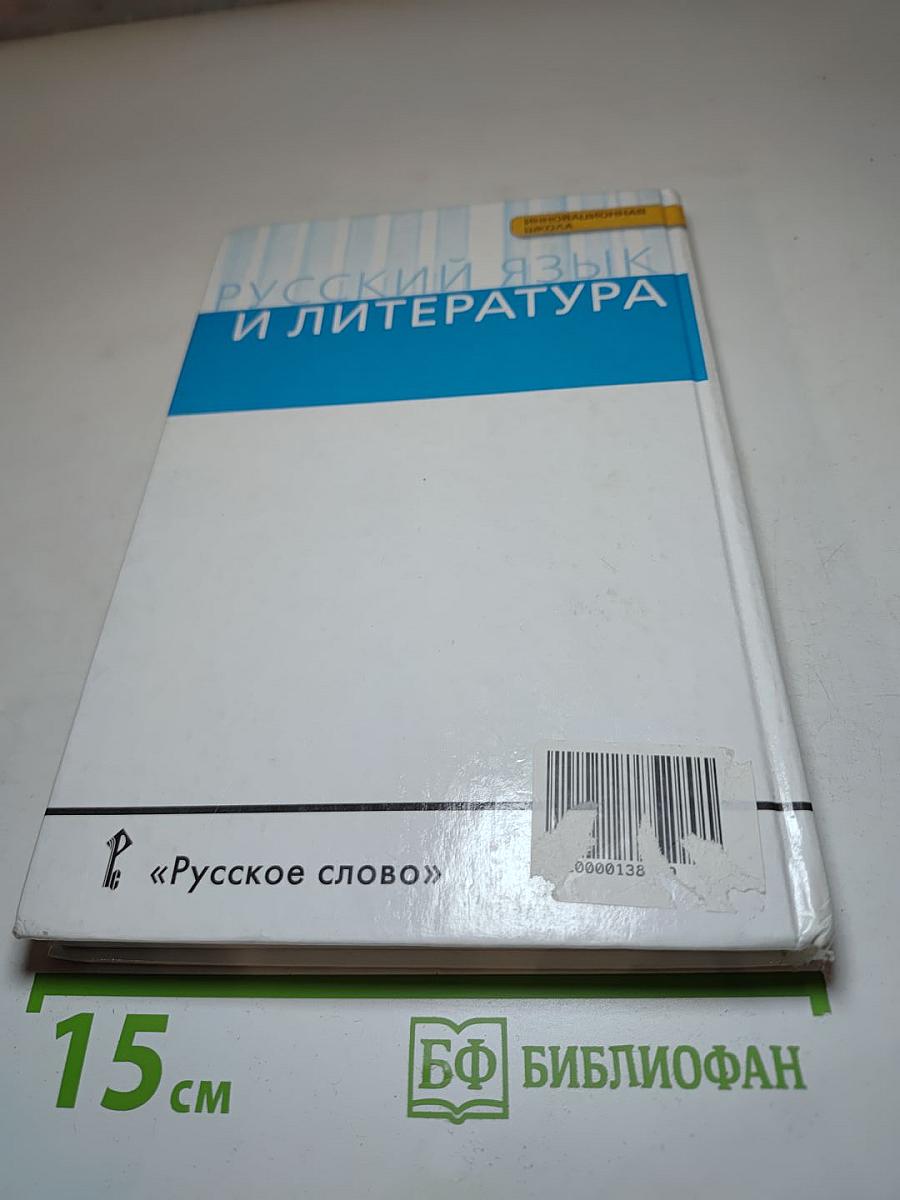 ИННОВАЦИОННАЯ
ШКОЛА
РУССКИЙ ЯЗЫК
И ЛИТЕРАТУРА
«Русское слово»
15 см
БФ БИБЛИОФАН